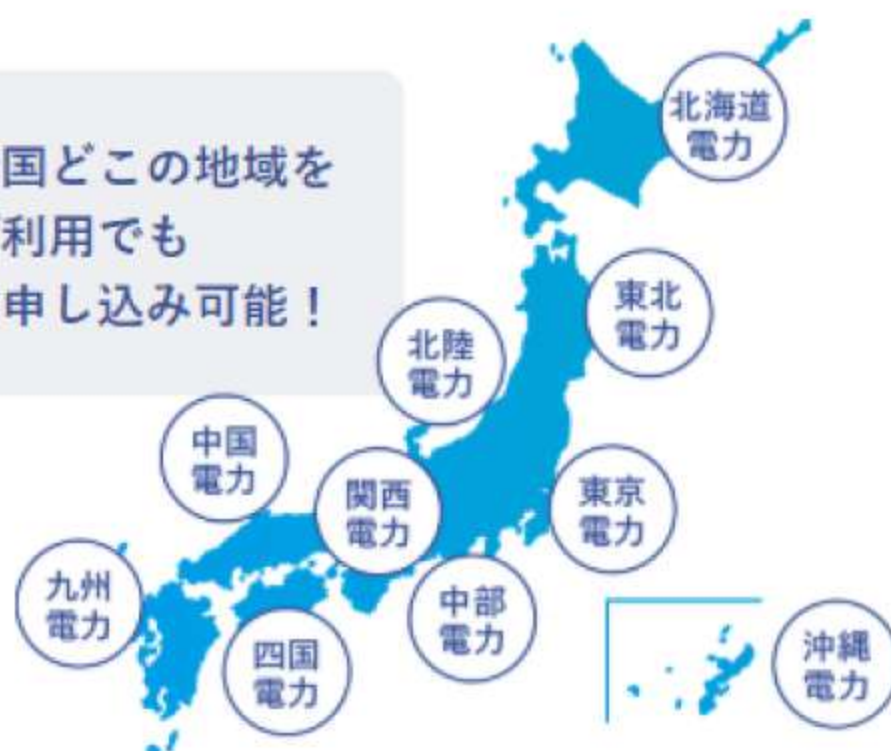 国どこの地域を
利用でも
申し込み可能！
北海道
電力
東北
電力
北陸
電力
中国
電力
関西
電力
東京
電力
九州
電力
中部
電力
四国
電力
沖縄
電力